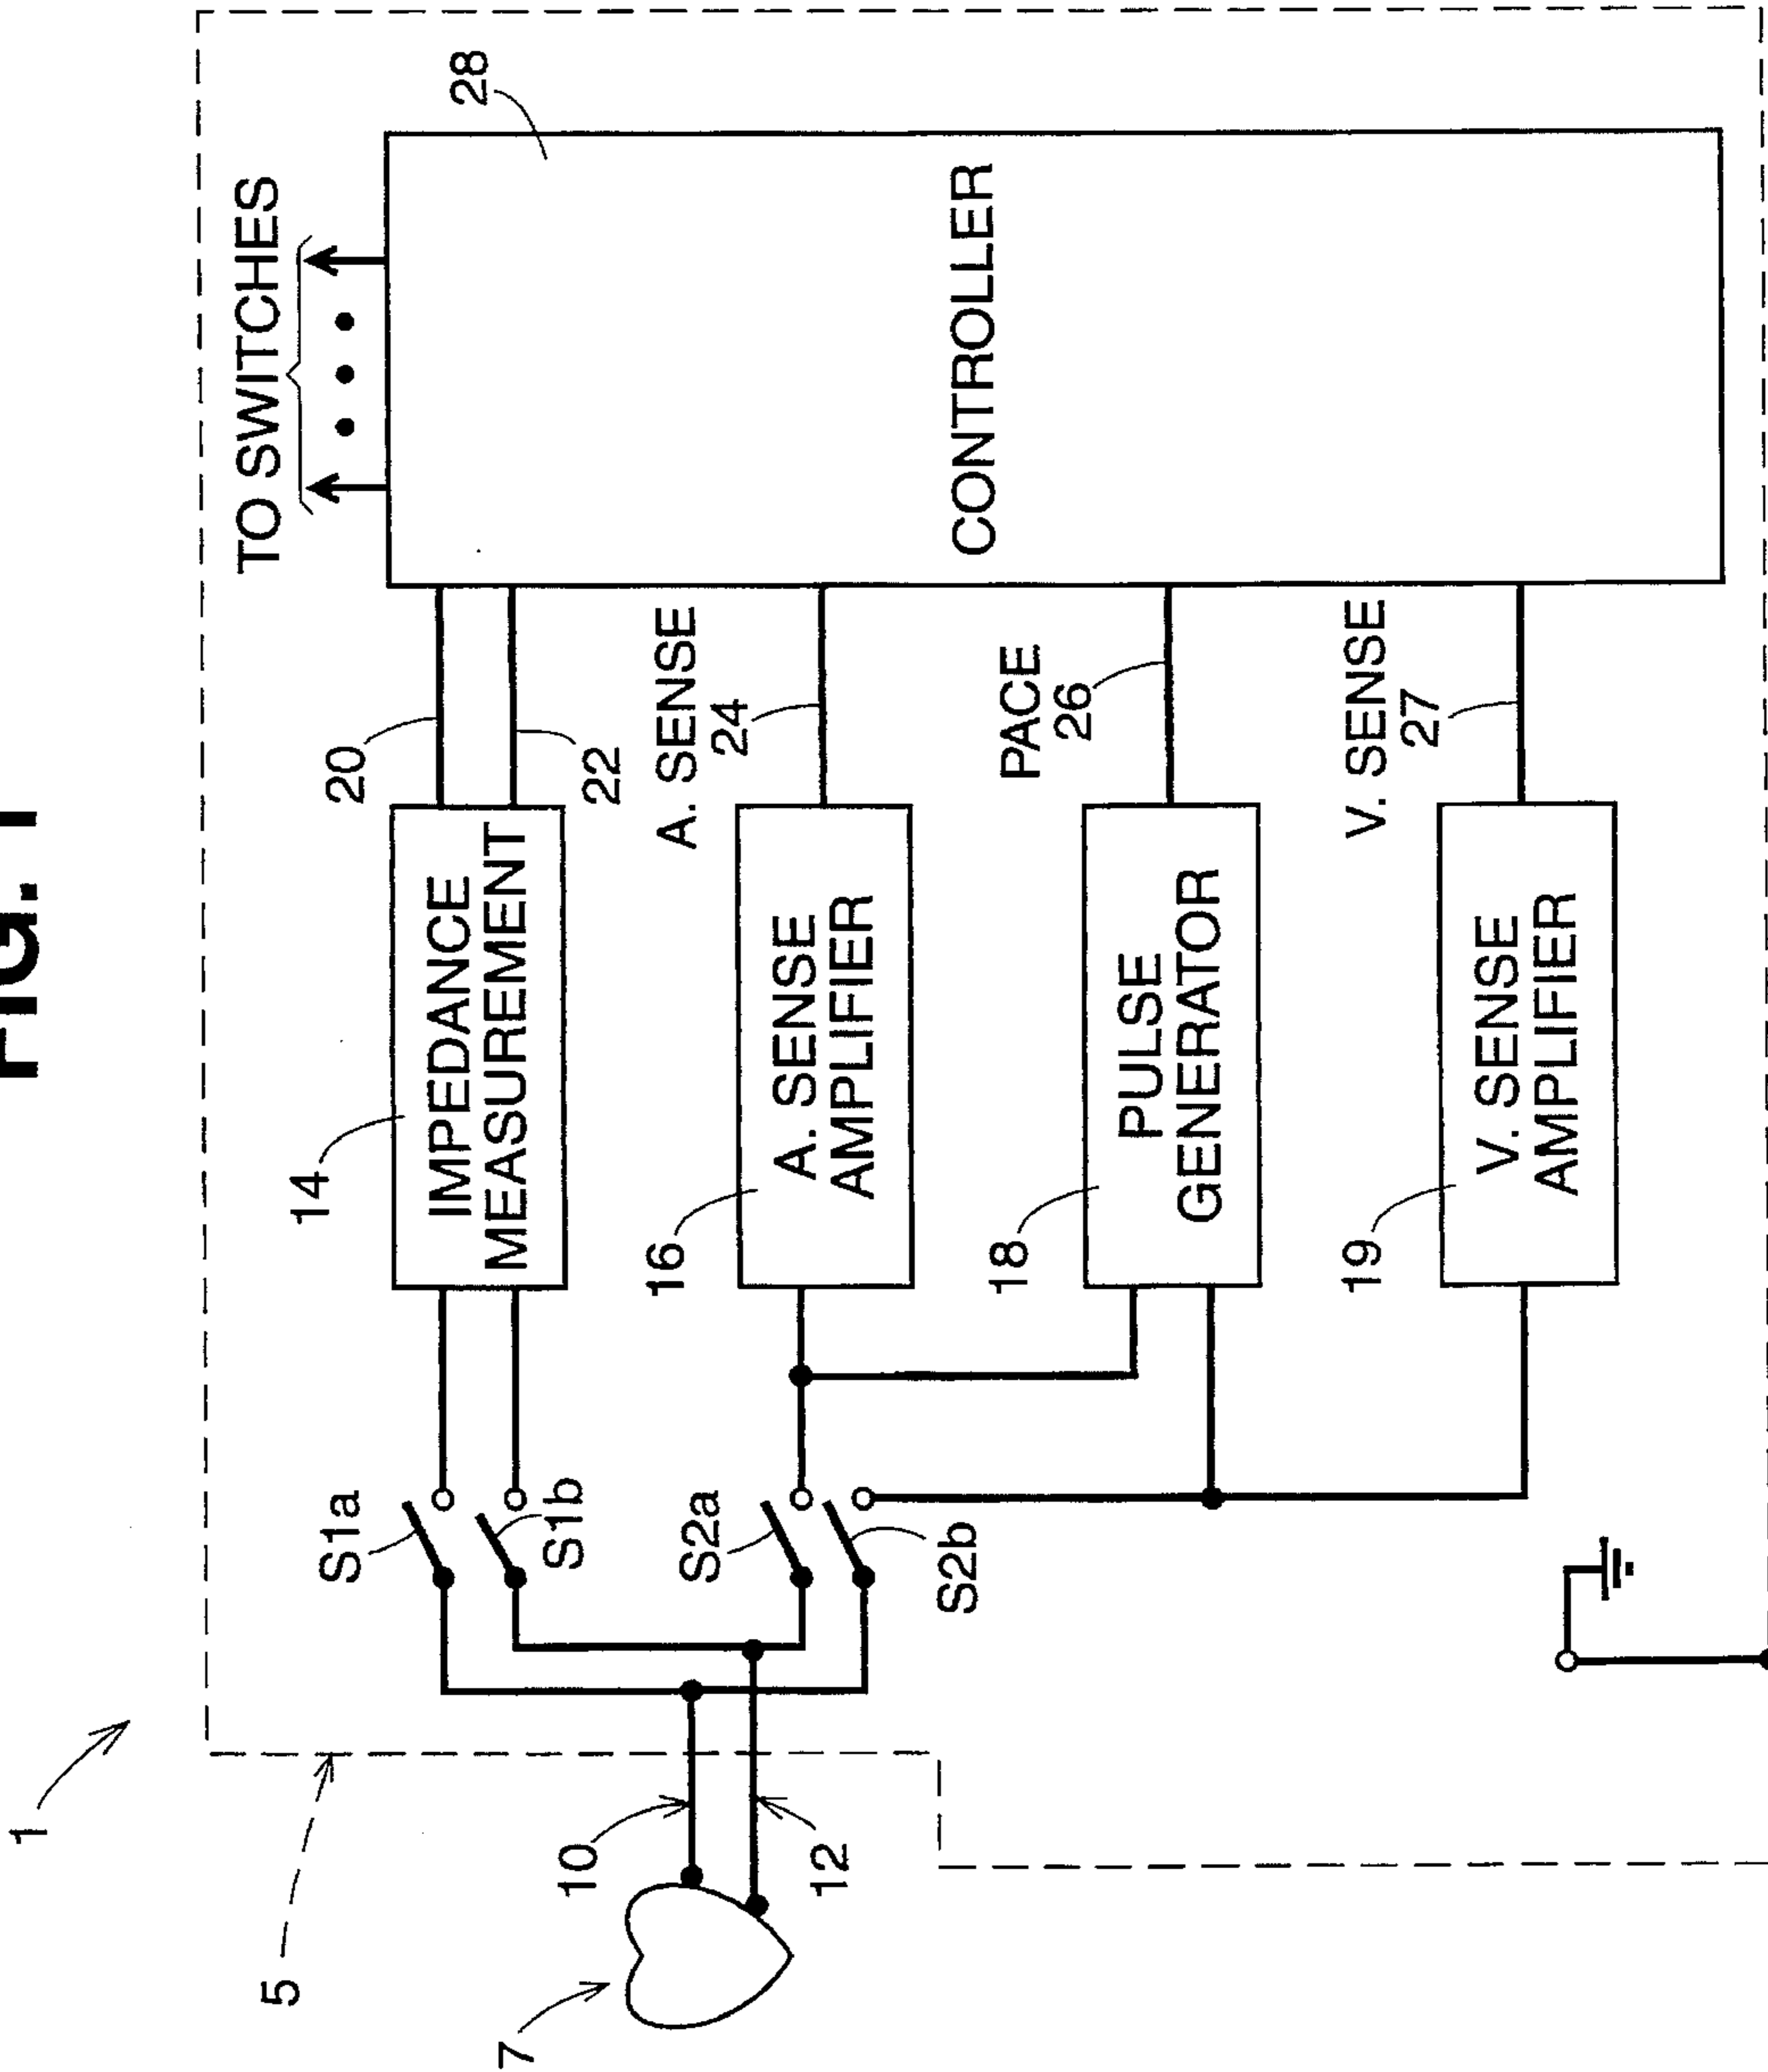 FIG. 1
1
TO SWITCHES
5
14
S1a
20
IMPEDANCE
MEASUREMENT
28
7
S1b
10
22
16
A. SENSE
24
S2a
A. SENSE
AMPLIFIER
12
S2b
CONTROLLER
18
PACE
26
PULSE
GENERATOR
19
V. SENSE
27
V. SENSE
AMPLIFIER